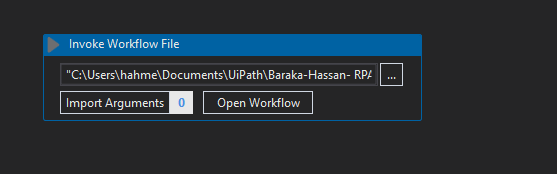 Invoke Workflow File
"C:\Users\hahme\Documents\UiPath\Baraka-Hassan- RPA
...
Import Arguments 0
Open Workflow